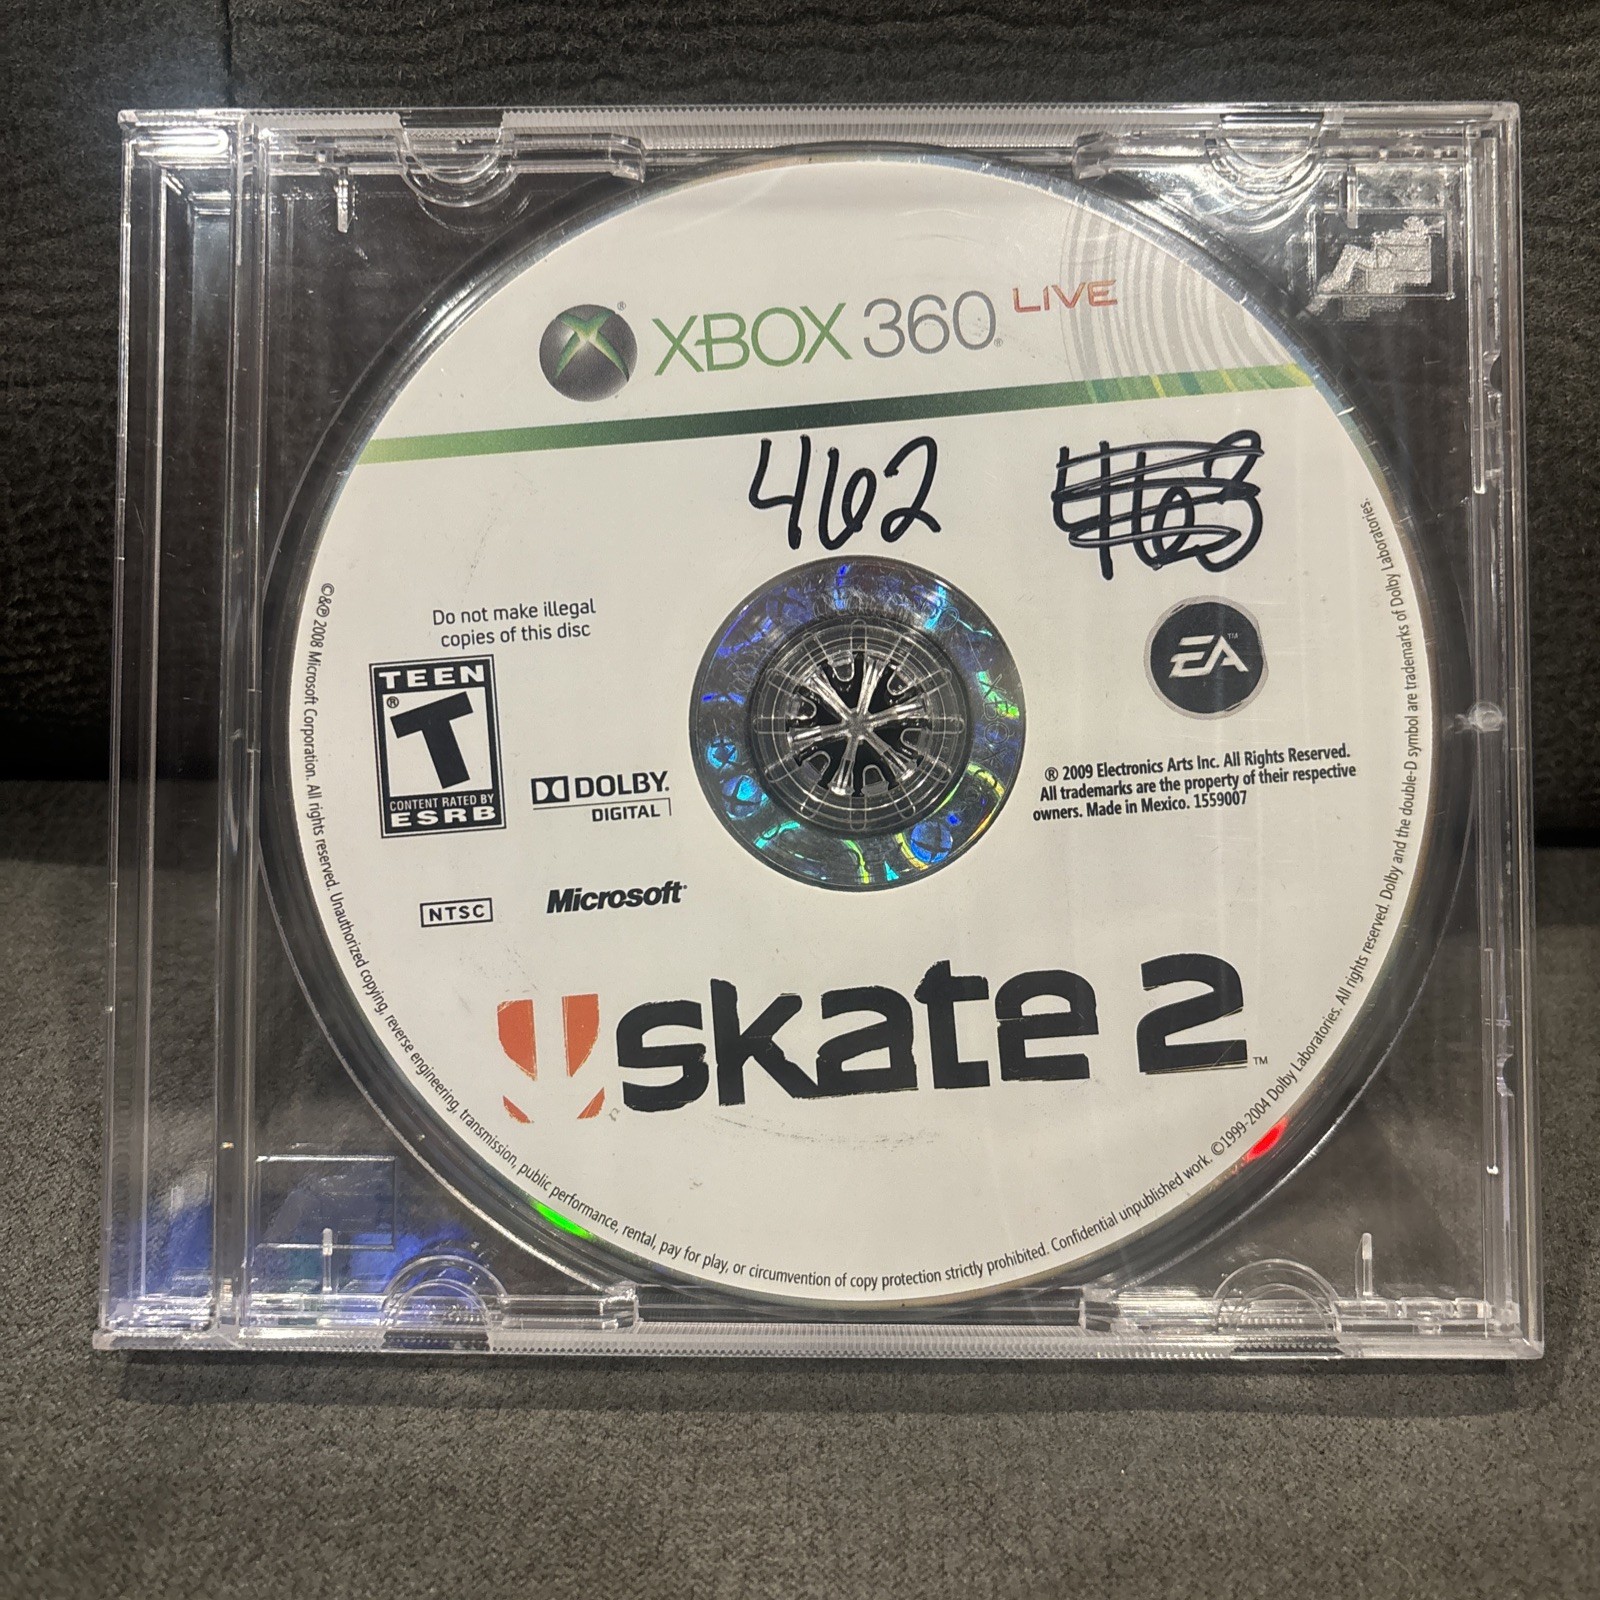 XBOX 360® LIVE
462 463
Do not make illegal
copies of this disc
TEEN
T
®
CONTENT RATED BY
ESRB
DOLBY.
DIGITAL
NTSC
Microsoft®
EA™
® 2009 Electronics Arts Inc. All Rights Reserved.
All trademarks are the property of their respective
owners. Made in Mexico. 1559007
skate 2™
©&℗ 2008 Microsoft Corporation. All rights reserved. Unauthorized copying, reverse engineering, transmission, public performance, rental, pay for play, or circumvention of copy protection strictly prohibited. Confidential unpublished work. ©1999-2004 Dolby Laboratories. All rights reserved. Dolby and the double-D symbol are trademarks of Dolby Laboratories.